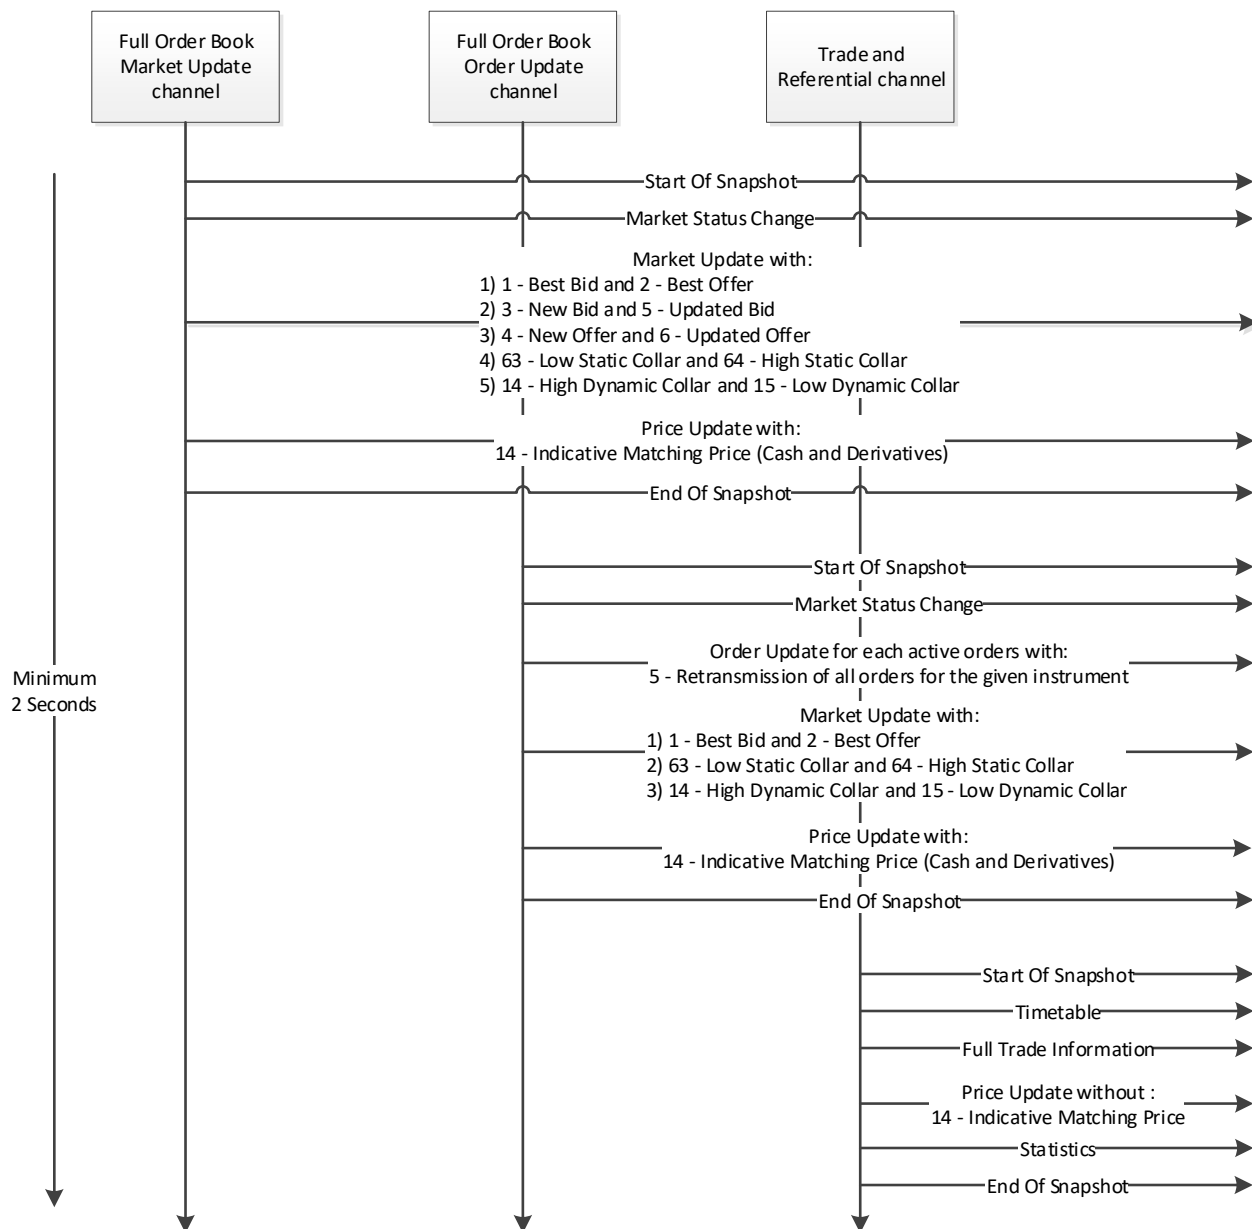 Full Order Book
Market Update
channel
Full Order Book
Order Update
channel
Trade and
Referential channel
Start Of Snapshot
Market Status Change
Market Update with:
1) 1 - Best Bid and 2 - Best Offer
2) 3 - New Bid and 5 - Updated Bid
3) 4 - New Offer and 6 - Updated Offer
4) 63 - Low Static Collar and 64 - High Static Collar
5) 14 - High Dynamic Collar and 15 - Low Dynamic Collar
Price Update with:
14 - Indicative Matching Price (Cash and Derivatives)
End Of Snapshot
Start Of Snapshot
Market Status Change
Order Update for each active orders with:
5 - Retransmission of all orders for the given instrument
Minimum
2 Seconds
Market Update with:
1) 1 - Best Bid and 2 - Best Offer
2) 63 - Low Static Collar and 64 - High Static Collar
3) 14 - High Dynamic Collar and 15 - Low Dynamic Collar
Price Update with:
14 - Indicative Matching Price (Cash and Derivatives)
End Of Snapshot
Start Of Snapshot
Timetable
Full Trade Information
Price Update without :
14 - Indicative Matching Price
Statistics
End Of Snapshot